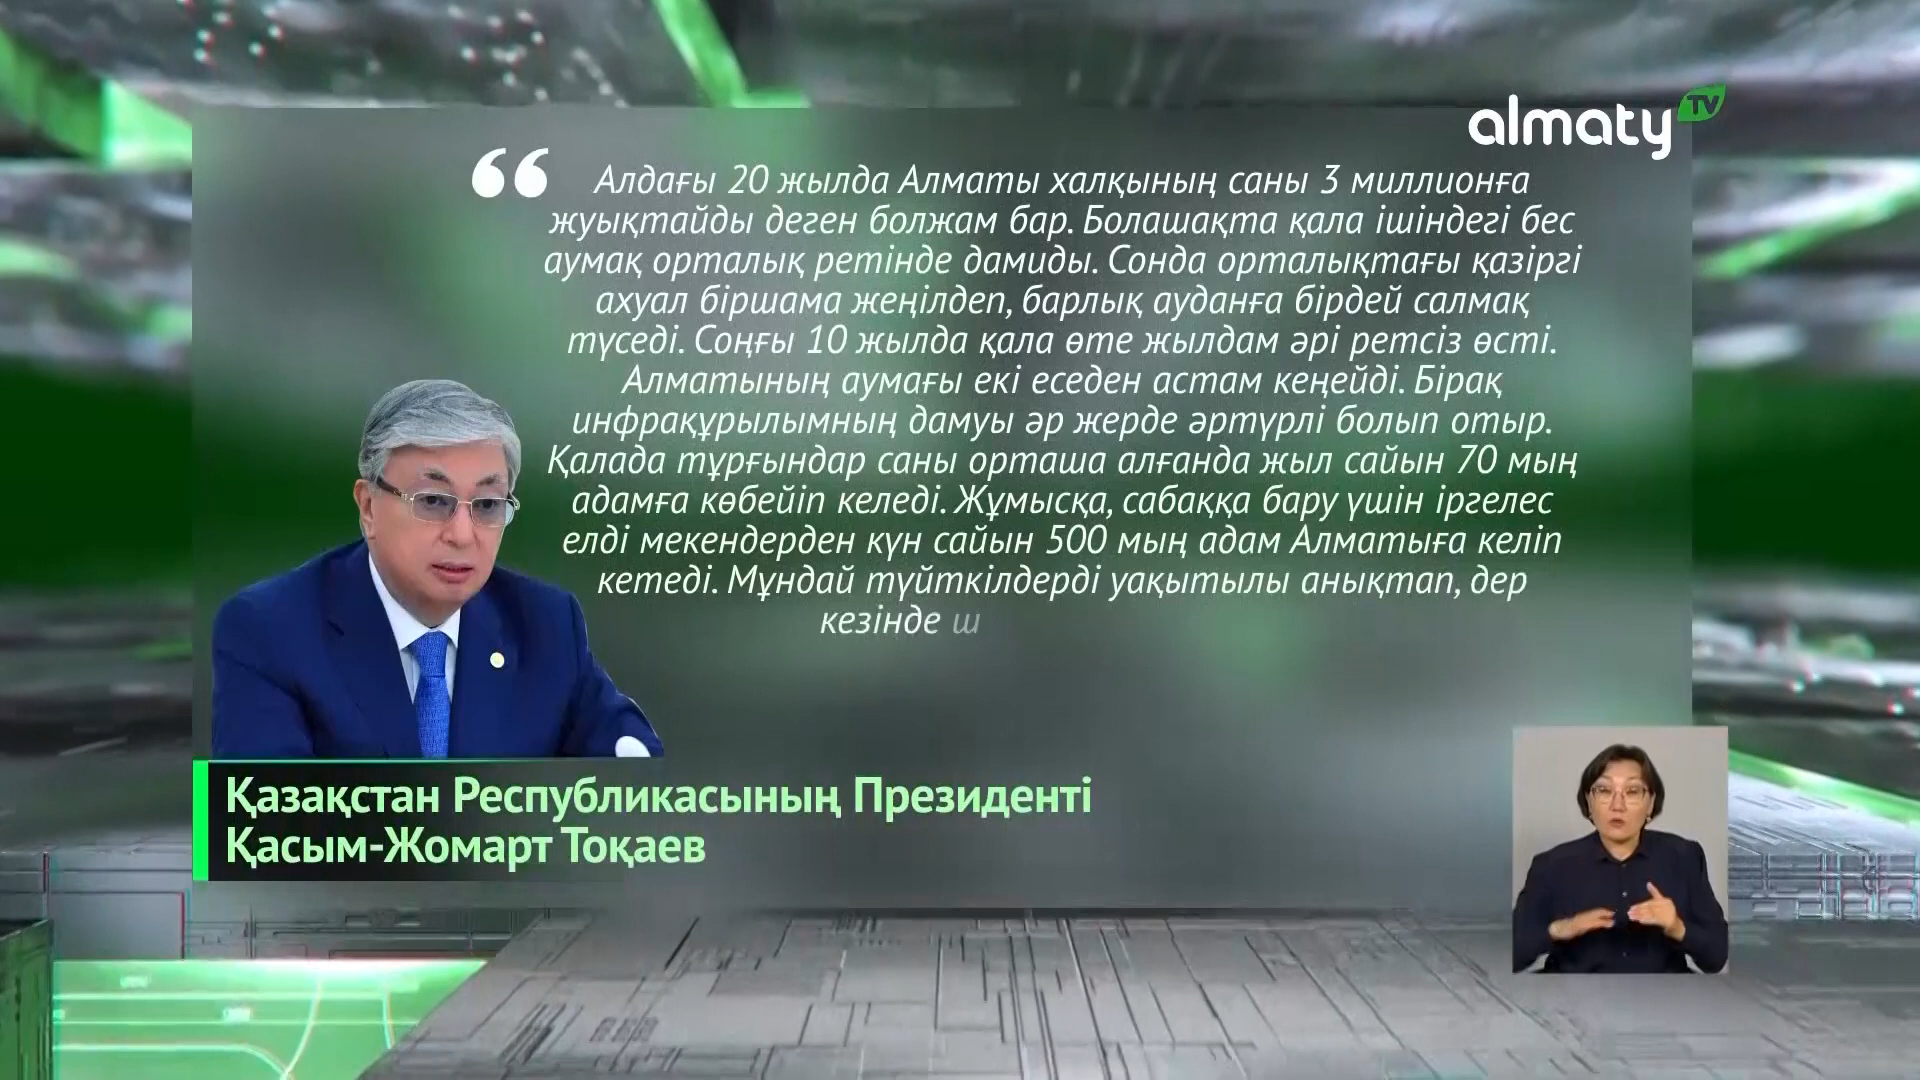 almaty TV
“ Алдағы 20 жылда Алматы халқының саны 3 миллионға
жуықтайды деген болжам бар. Болашақта қала ішіндегі бес
аумақ орталық ретінде дамиды. Сонда орталықтағы қазіргі
ахуал біршама жеңілдеп, барлық ауданға бірдей салмақ
түседі. Соңғы 10 жылда қала өте жылдам әрі ретсіз өсті.
Алматының аумағы екі еседен астам кеңейді. Бірақ
инфрақұрылымның дамуы әр жерде әртүрлі болып отыр.
Қалада тұрғындар саны орташа алғанда жыл сайын 70 мың
адамға көбейіп келеді. Жұмысқа, сабаққа бару үшін іргелес
елді мекендерден күн сайын 500 мың адам Алматыға келіп
кетеді. Мұндай түйткілдерді уақытылы анықтап, дер
кезінде ш
Қазақстан Республикасының Президенті
Қасым-Жомарт Тоқаев